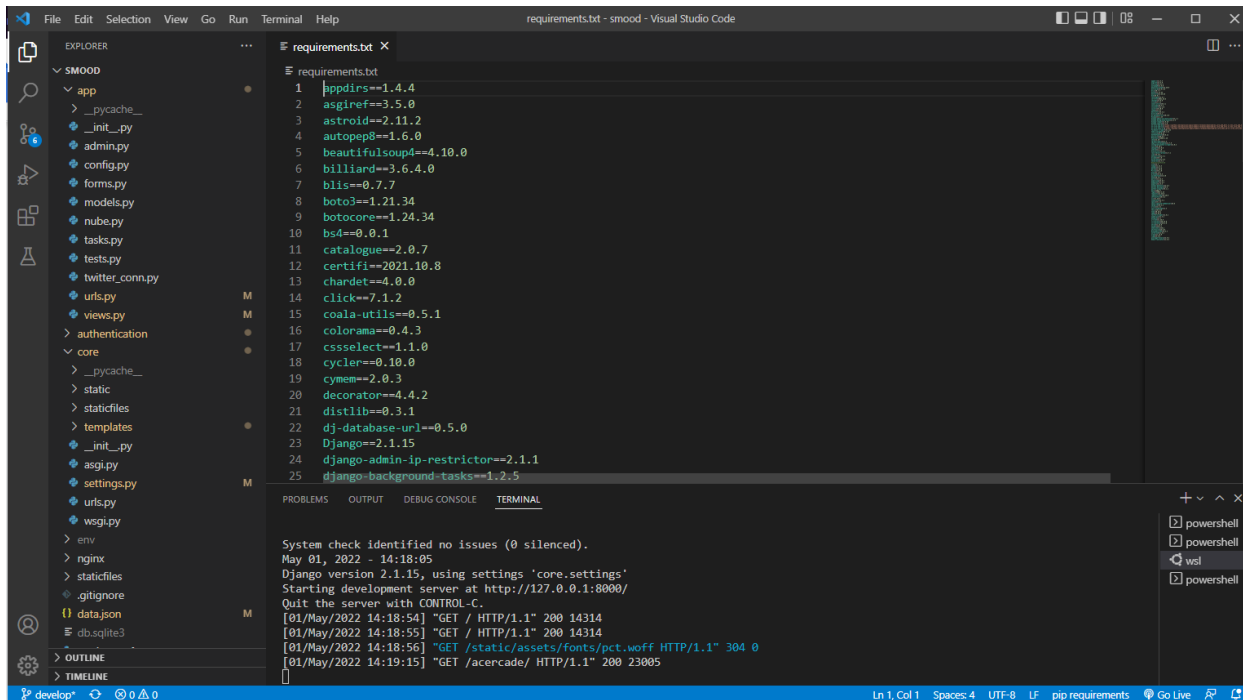 File Edit Selection View Go Run Terminal Help
requirements.txt - smood - Visual Studio Code
EXPLORER
SMOOD
app
__pycache__
__init__.py
admin.py
config.py
forms.py
models.py
nube.py
tasks.py
tests.py
twitter_conn.py
urls.py M
views.py M
authentication
core
__pycache__
static
staticfiles
templates
__init__.py
asgi.py
settings.py M
urls.py
wsgi.py
env
nginx
staticfiles
.gitignore
{} data.json M
db.sqlite3
OUTLINE
TIMELINE
6
requirements.txt
requirements.txt
1 appdirs==1.4.4
2 asgiref==3.5.0
3 astroid==2.11.2
4 autopep8==1.6.0
5 beautifulsoup4==4.10.0
6 billiard==3.6.4.0
7 blis==0.7.7
8 boto3==1.21.34
9 botocore==1.24.34
10 bs4==0.0.1
11 catalogue==2.0.7
12 certifi==2021.10.8
13 chardet==4.0.0
14 click==7.1.2
15 coala-utils==0.5.1
16 colorama==0.4.3
17 cssselect==1.1.0
18 cycler==0.10.0
19 cymem==2.0.3
20 decorator==4.4.2
21 distlib==0.3.1
22 dj-database-url==0.5.0
23 Django==2.1.15
24 django-admin-ip-restrictor==2.1.1
25 django-background-tasks==1.2.5
PROBLEMS OUTPUT DEBUG CONSOLE TERMINAL
System check identified no issues (0 silenced).
May 01, 2022 - 14:18:05
Django version 2.1.15, using settings 'core.settings'
Starting development server at http://127.0.0.1:8000/
Quit the server with CONTROL-C.
[01/May/2022 14:18:54] "GET / HTTP/1.1" 200 14314
[01/May/2022 14:18:55] "GET / HTTP/1.1" 200 14314
[01/May/2022 14:18:56] "GET /static/assets/fonts/pct.woff HTTP/1.1" 304 0
[01/May/2022 14:19:15] "GET /acercade/ HTTP/1.1" 200 23005
powershell
powershell
wsl
powershell
develop* 0 0 Ln 1, Col 1 Spaces: 4 UTF-8 LF pip requirements Go Live